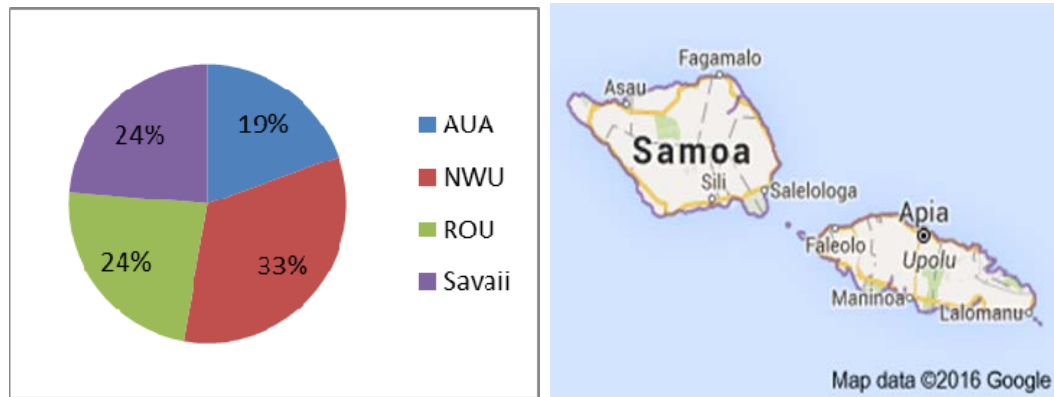 19%
24%
24%
33%
AUA
NWU
ROU
Savaii
Fagamalo
Asau
Samoa
Sili
Salelologa
Apia
Faleolo
Upolu
Maninoa
Lalomanu
Map data ©2016 Google